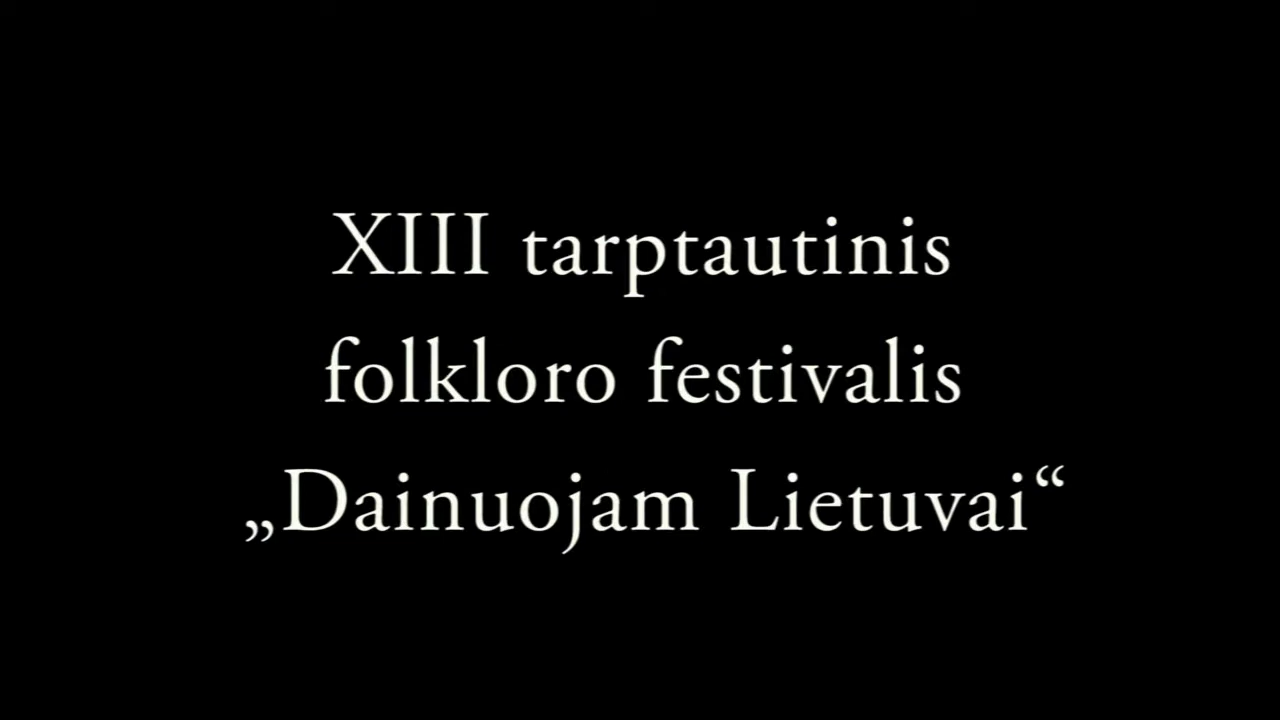 XIII tarptautinis
folkloro festivalis
„Dainuojam Lietuvai“